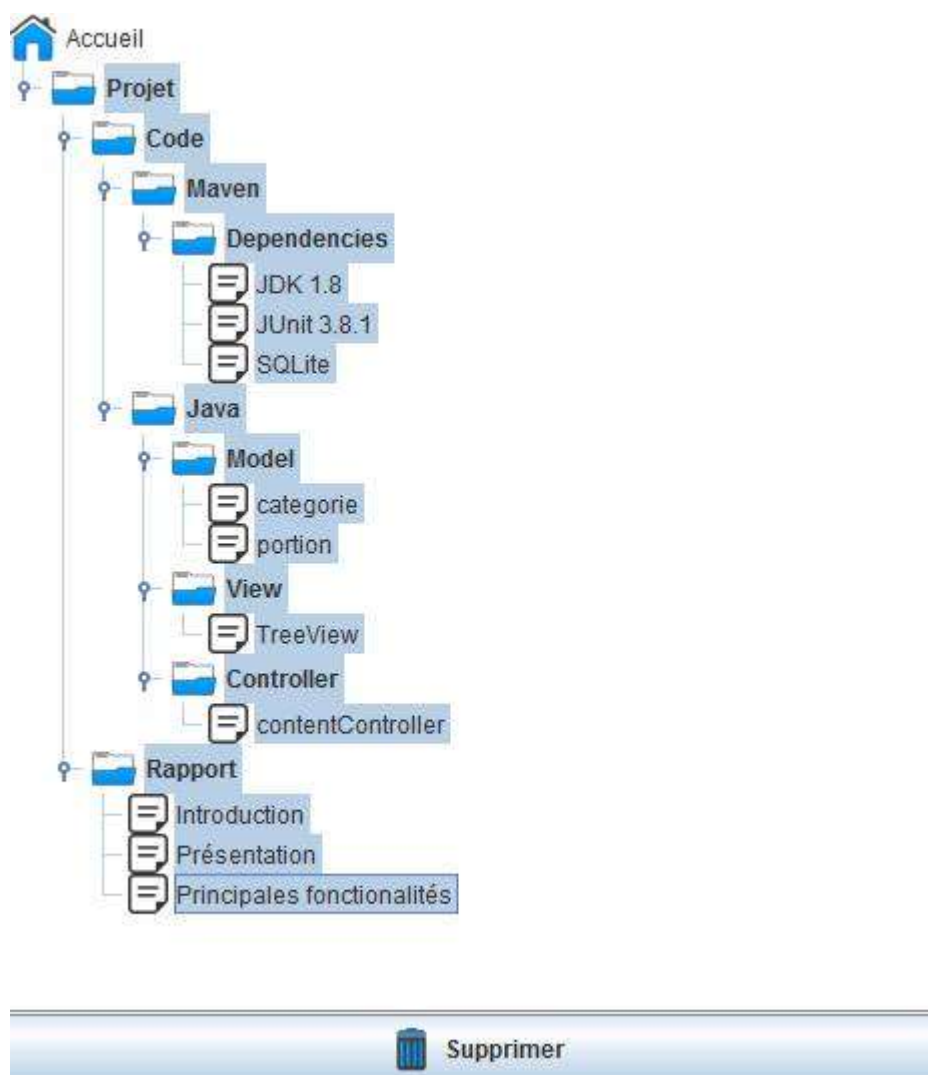 Accueil
Projet
Code
Maven
Dependencies
JDK 1.8
JUnit 3.8.1
SQLite
Java
Model
categorie
portion
View
TreeView
Controller
contentController
Rapport
Introduction
Présentation
Principales fonctionalités
Supprimer